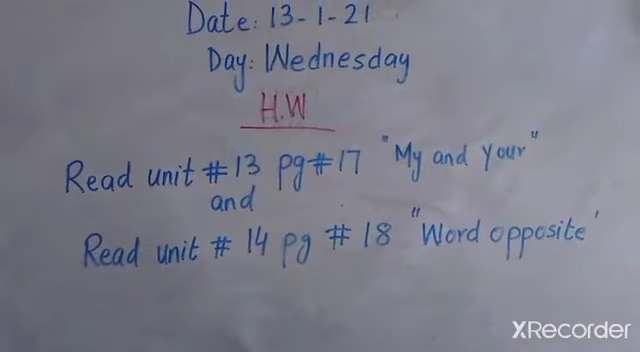 Date: 13-1-21
Day: Wednesday
H.W
Read unit #13 pg#17 "My and your"
and
Read unit # 14 pg # 18 "Word opposite'
XRecorder